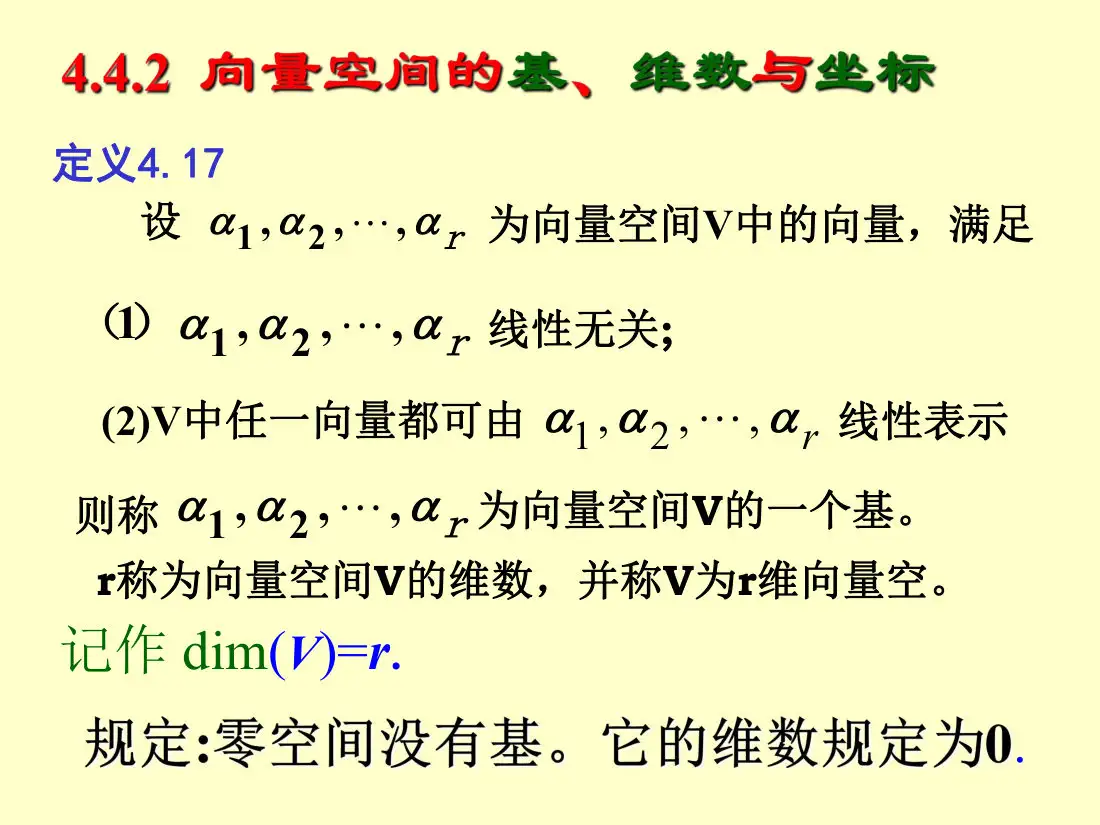 4.4.2 向量空间的基、维数与坐标
定义4.17
设 α₁,α₂,⋯,αᵣ 为向量空间V中的向量，满足
(1) α₁,α₂,⋯,αᵣ 线性无关;
(2)V中任一向量都可由 α₁,α₂,⋯,αᵣ 线性表示
则称 α₁,α₂,⋯,αᵣ 为向量空间V的一个基。
r称为向量空间V的维数，并称V为r维向量空。
记作 dim(V)=r.
规定:零空间没有基。它的维数规定为0.